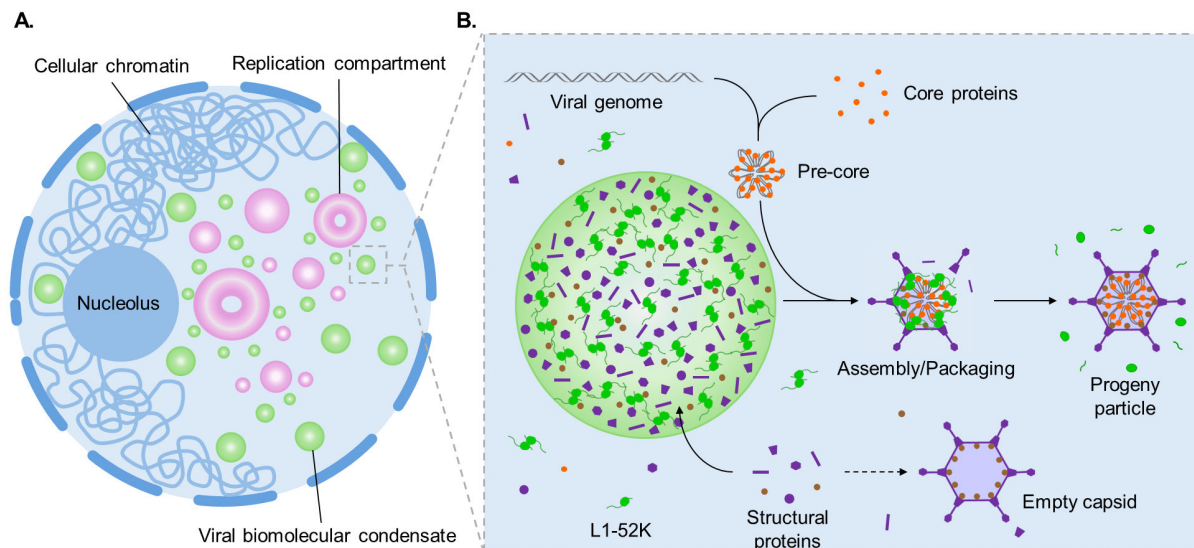 A.
Cellular chromatin
Replication compartment
Nucleolus
Viral biomolecular condensate
B.
Viral genome
Core proteins
Pre-core
Assembly/Packaging
Progeny
particle
L1-52K
Structural
proteins
Empty capsid